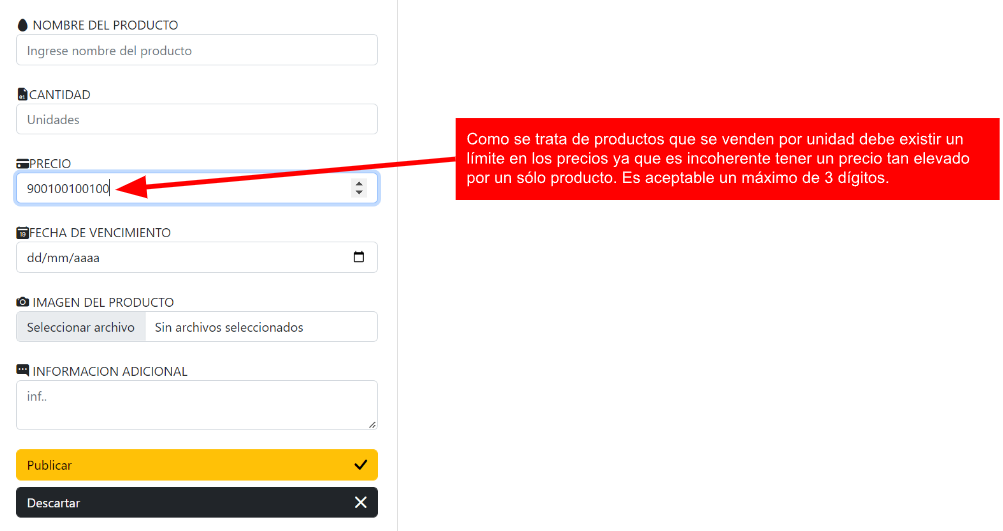 NOMBRE DEL PRODUCTO
Ingrese nombre del producto
CANTIDAD
Unidades
PRECIO
900100100100
Como se trata de productos que se venden por unidad debe existir un
límite en los precios ya que es incoherente tener un precio tan elevado
por un sólo producto. Es aceptable un máximo de 3 dígitos.
FECHA DE VENCIMIENTO
dd/mm/aaaa
IMAGEN DEL PRODUCTO
Seleccionar archivo Sin archivos seleccionados
INFORMACION ADICIONAL
inf..
Publicar
Descartar